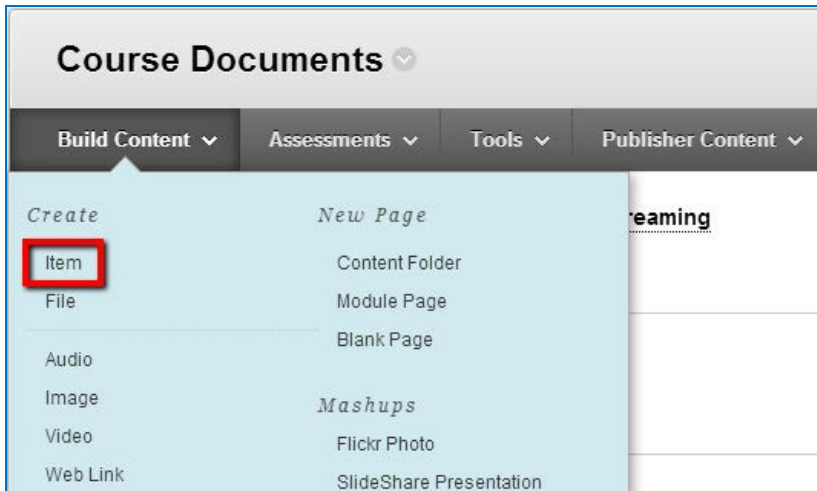 Course Documents
Build Content
Assessments
Tools
Publisher Content
Create
Item
File
Audio
Image
Video
Web Link
New Page
Content Folder
Module Page
Blank Page
Mashups
Flickr Photo
SlideShare Presentation
reaming